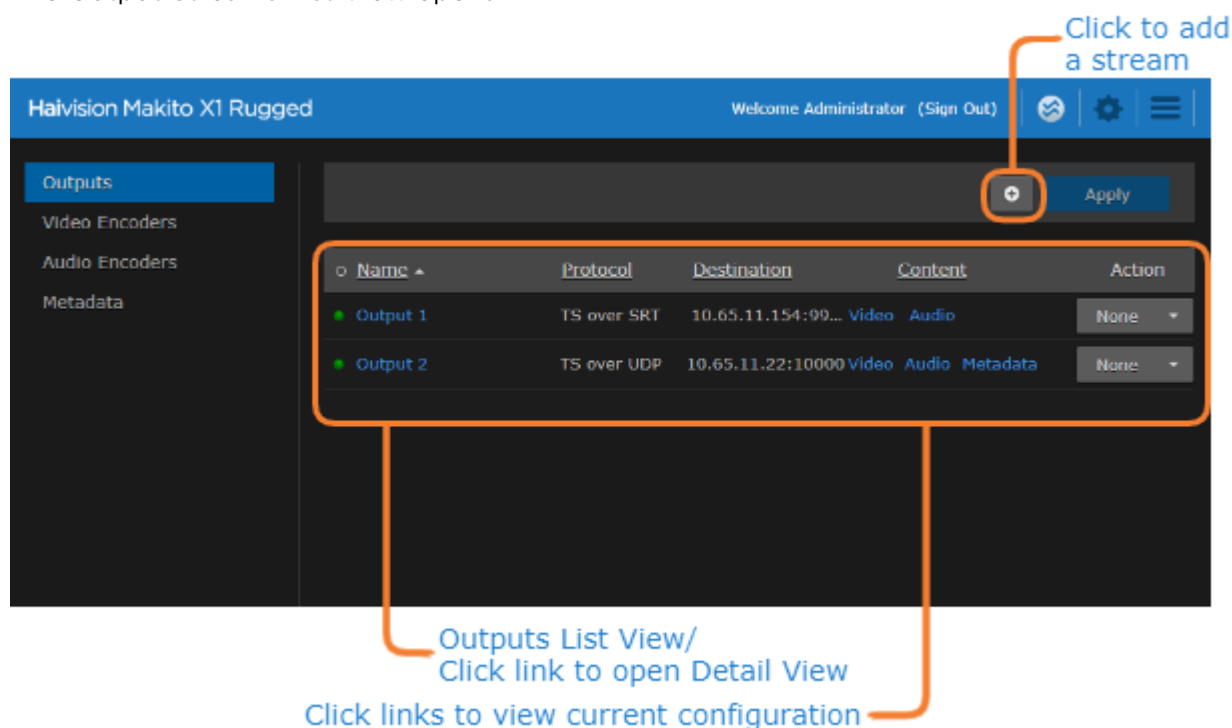 Click to add
a stream
Haivision Makito X1 Rugged
Welcome Administrator (Sign Out)
Outputs
Video Encoders
Audio Encoders
Metadata
Apply
Name Protocol Destination Content Action
Output 1 TS over SRT 10.65.11.154:99... Video Audio None
Output 2 TS over UDP 10.65.11.22:10000 Video Audio Metadata None
Outputs List View/
Click link to open Detail View
Click links to view current configuration